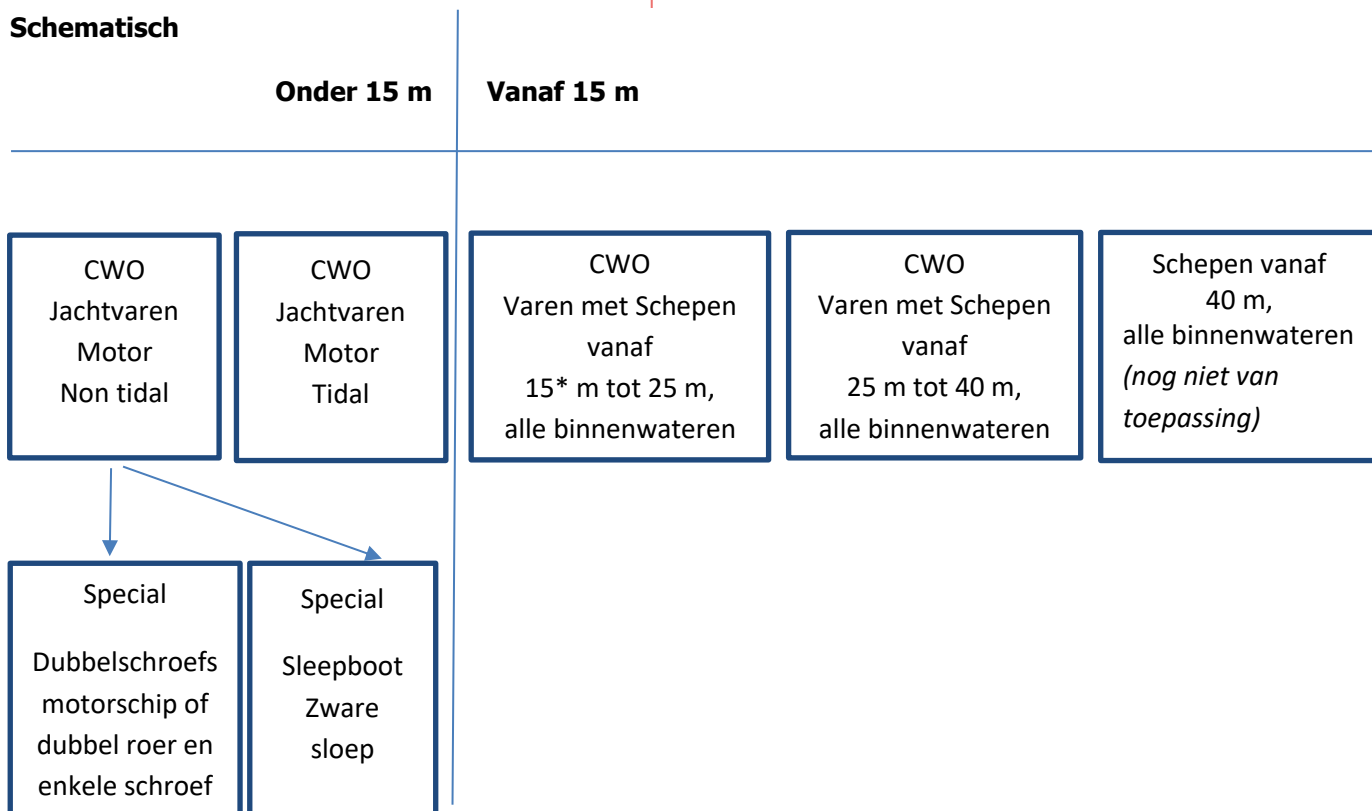 Schematisch
Onder 15 m
Vanaf 15 m
CWO
Jachtvaren
Motor
Non tidal
CWO
Jachtvaren
Motor
Tidal
CWO
Varen met Schepen
vanaf
15* m tot 25 m,
alle binnenwateren
CWO
Varen met Schepen
vanaf
25 m tot 40 m,
alle binnenwateren
Schepen vanaf
40 m,
alle binnenwateren
(nog niet van
toepassing)
Special
Dubbelschroefs
motorschip of
dubbel roer en
enkele schroef
Special
Sleepboot
Zware
sloep